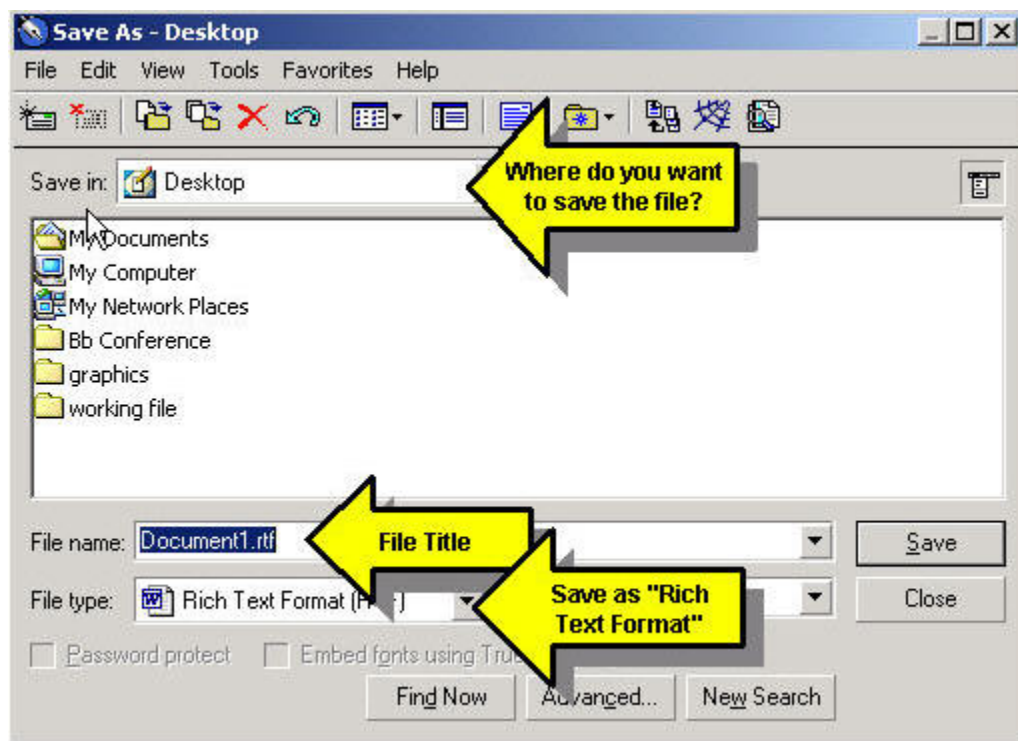 Save As - Desktop
File Edit View Tools Favorites Help
Save in: Desktop
Where do you want
to save the file?
My Documents
My Computer
My Network Places
Bb Conference
graphics
working file
File name: Document1.rtf
File Title
Save
File type: Rich Text Format
Save as "Rich
Text Format"
Close
Password protect
Embed fonts using
Find Now
Advanced...
New Search